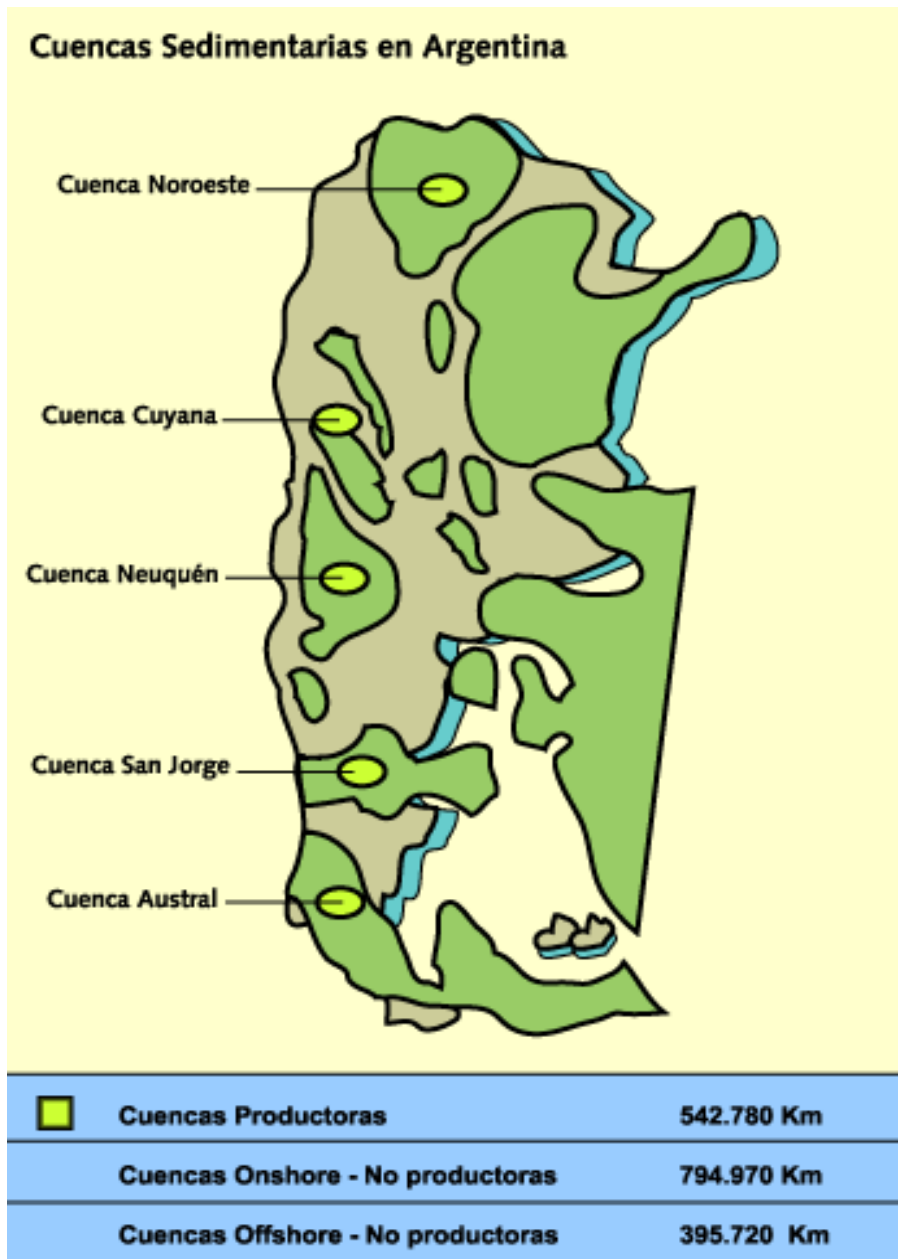 Cuencas Sedimentarias en Argentina
Cuenca Noroeste
Cuenca Cuyana
Cuenca Neuquén
Cuenca San Jorge
Cuenca Austral
Cuencas Productoras 542.780 Km
Cuencas Onshore - No productoras 794.970 Km
Cuencas Offshore - No productoras 395.720 Km